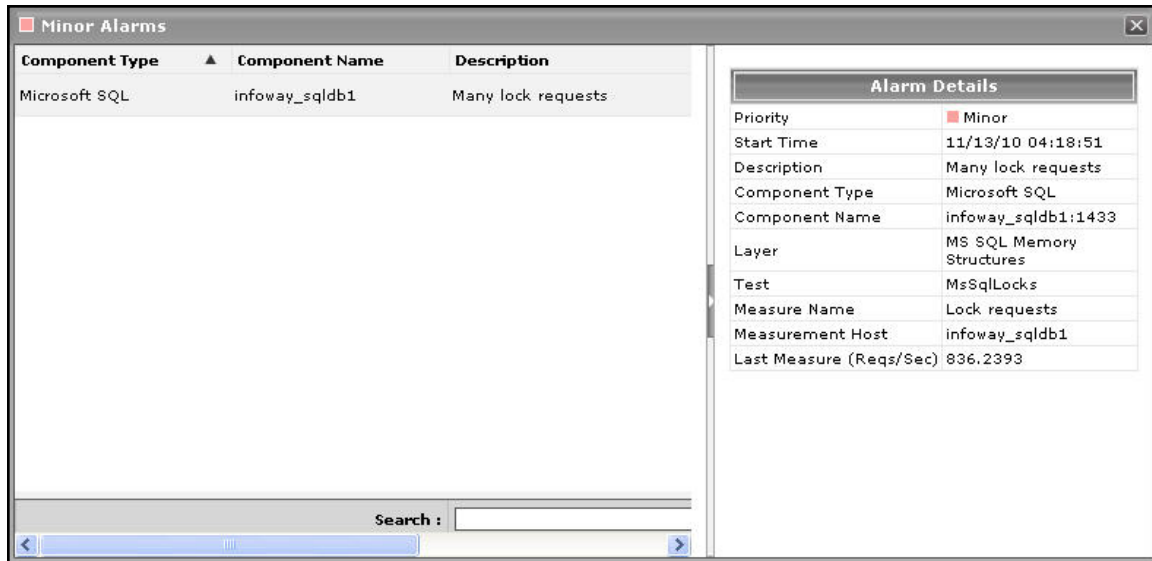 Minor Alarms
Component Type Component Name Description
Microsoft SQL infoway_sqldb1 Many lock requests
Search :
Alarm Details
Priority Minor
Start Time 11/13/10 04:18:51
Description Many lock requests
Component Type Microsoft SQL
Component Name infoway_sqldb1:1433
Layer MS SQL Memory
Structures
Test MsSqlLocks
Measure Name Lock requests
Measurement Host infoway_sqldb1
Last Measure (Reqs/Sec) 836.2393